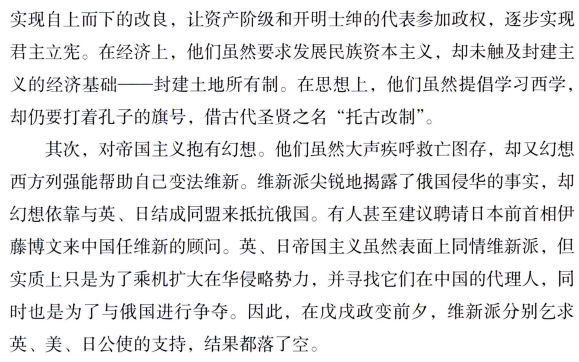 实现自上而下的改良，让资产阶级和开明士绅的代表参加政权，逐步实现
君主立宪。在经济上，他们虽然要求发展民族资本主义，却未触及封建主
义的经济基础——封建土地所有制。在思想上，他们虽然提倡学习西学，
却仍要打着孔子的旗号，借古代圣贤之名“托古改制”。
其次，对帝国主义抱有幻想。他们虽然大声疾呼救亡图存，却又幻想
西方列强能帮助自己变法维新。维新派尖锐地揭露了俄国侵华的事实，却
幻想依靠与英、日结成同盟来抵抗俄国。有人甚至建议聘请日本前首相伊
藤博文来中国任维新的顾问。英、日帝国主义虽然表面上同情维新派，但
实质上只是为了乘机扩大在华侵略势力，并寻找它们在中国的代理人，同
时也是为了与俄国进行争夺。因此，在戊戌政变前夕，维新派分别乞求
英、美、日公使的支持，结果都落了空。